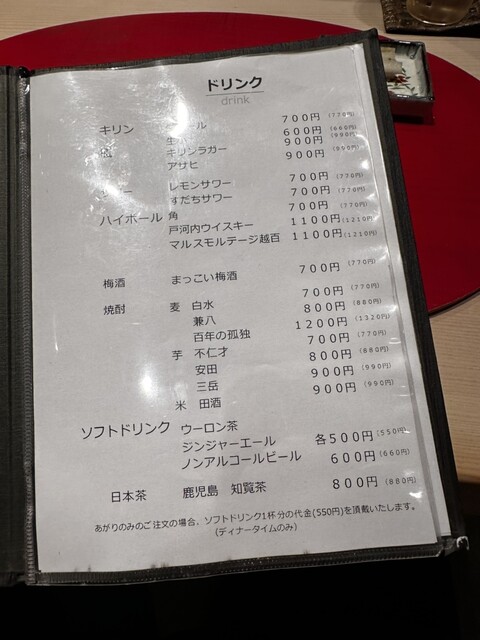 ドリンク
drink
キリン ール 700円 (770円)
生 600円 (660円)
瓶 キリンラガー 900円 (990円)
アサヒ 900円 (990円)
レモンサワー 700円 (770円)
すだちサワー 700円 (770円)
ハイボール 角 700円 (770円)
戸河内ウイスキー 1100円 (1210円)
マルスモルテージ越百 1100円 (1210円)
梅酒 まっこい梅酒 700円 (770円)
焼酎 麦 白水 700円 (770円)
兼八 800円 (880円)
百年の孤独 1200円 (1320円)
芋 不仁才 700円 (770円)
安田 800円 (880円)
三岳 900円 (990円)
米 田酒 900円 (990円)
ソフトドリンク ウーロン茶
ジンジャーエール 各500円 (550円)
ノンアルコールビール 600円 (660円)
日本茶 鹿児島 知覧茶 800円 (880円)
あがりのみのご注文の場合、ソフトドリンク1杯分の代金(550円)を頂戴いたします。
(ディナータイムのみ)